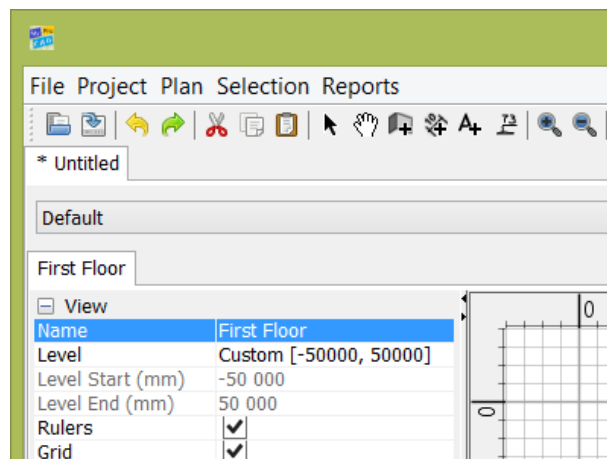 File Project Plan Selection Reports
* Untitled
Default
First Floor
View
Name First Floor
Level Custom [-50000, 50000]
Level Start (mm) -50 000
Level End (mm) 50 000
Rulers
Grid
0
0